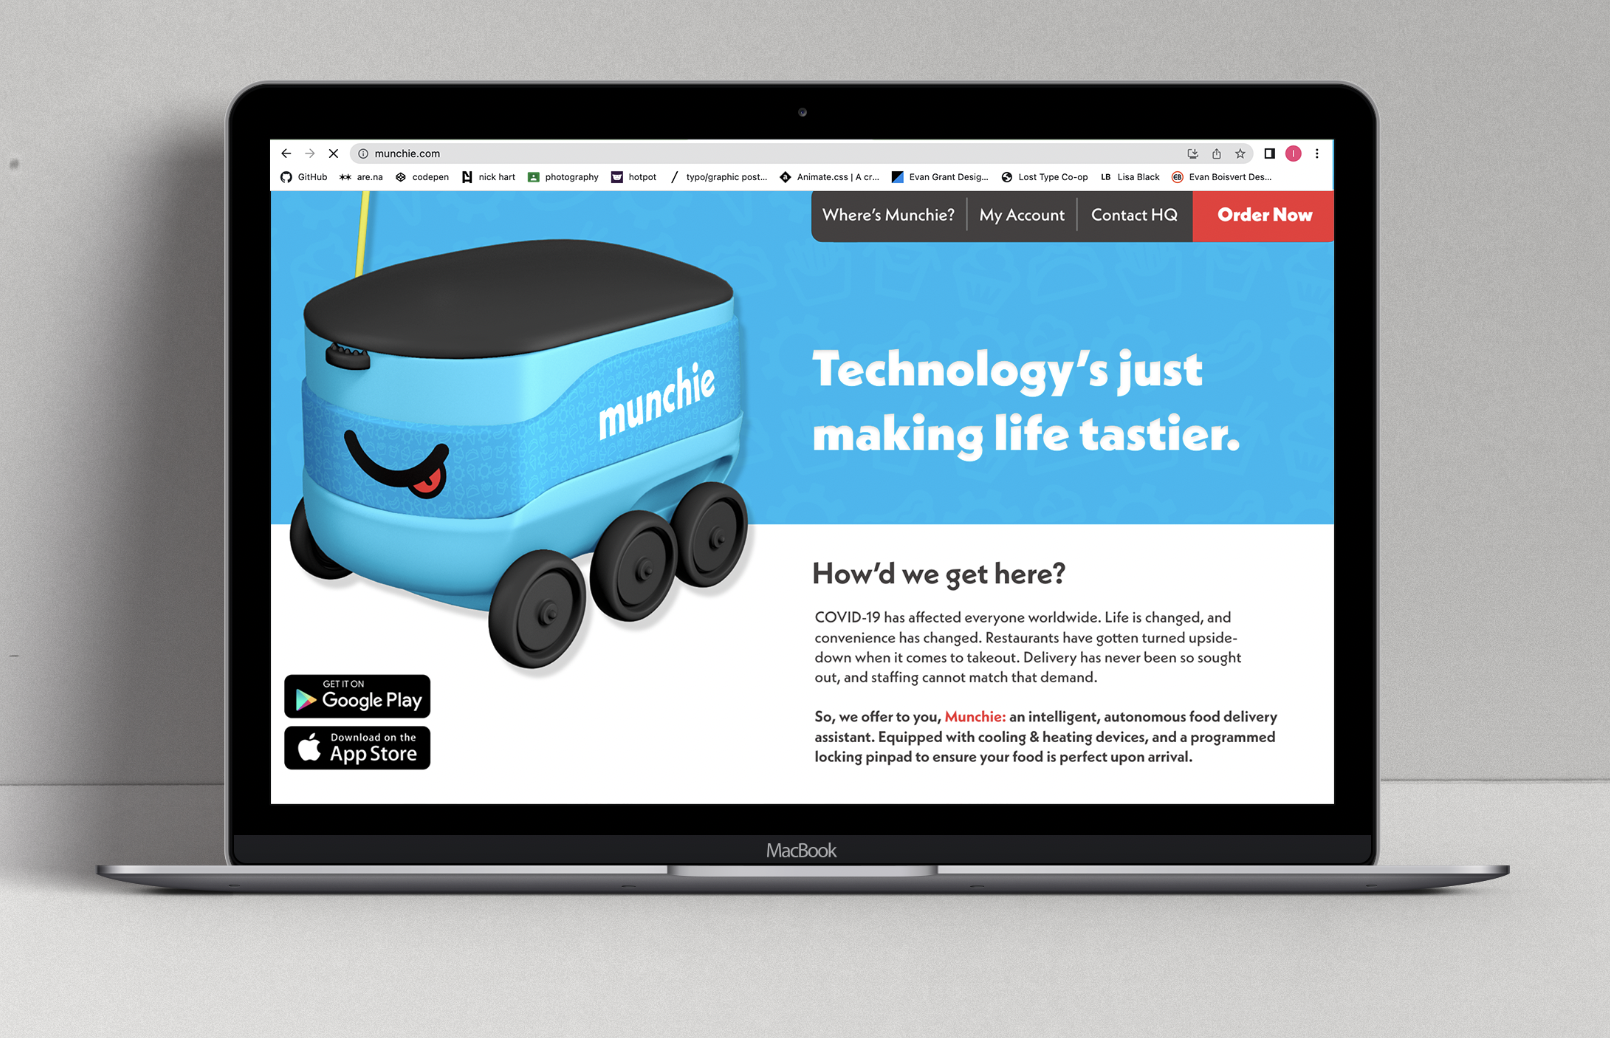 munchie.com
GitHub are.na codepen nick hart photography hotpot typo/graphic post... Animate.css | A cr... Evan Grant Desig... Lost Type Co-op LB Lisa Black EB Evan Boisvert Des...
Where's Munchie? My Account Contact HQ Order Now
munchie
Technology's just
making life tastier.
How'd we get here?
COVID-19 has affected everyone worldwide. Life is changed, and
convenience has changed. Restaurants have gotten turned upside-
down when it comes to takeout. Delivery has never been so sought
out, and staffing cannot match that demand.
So, we offer to you, Munchie: an intelligent, autonomous food delivery
assistant. Equipped with cooling & heating devices, and a programmed
locking pinpad to ensure your food is perfect upon arrival.
GET IT ON
Google Play
Download on the
App Store
MacBook